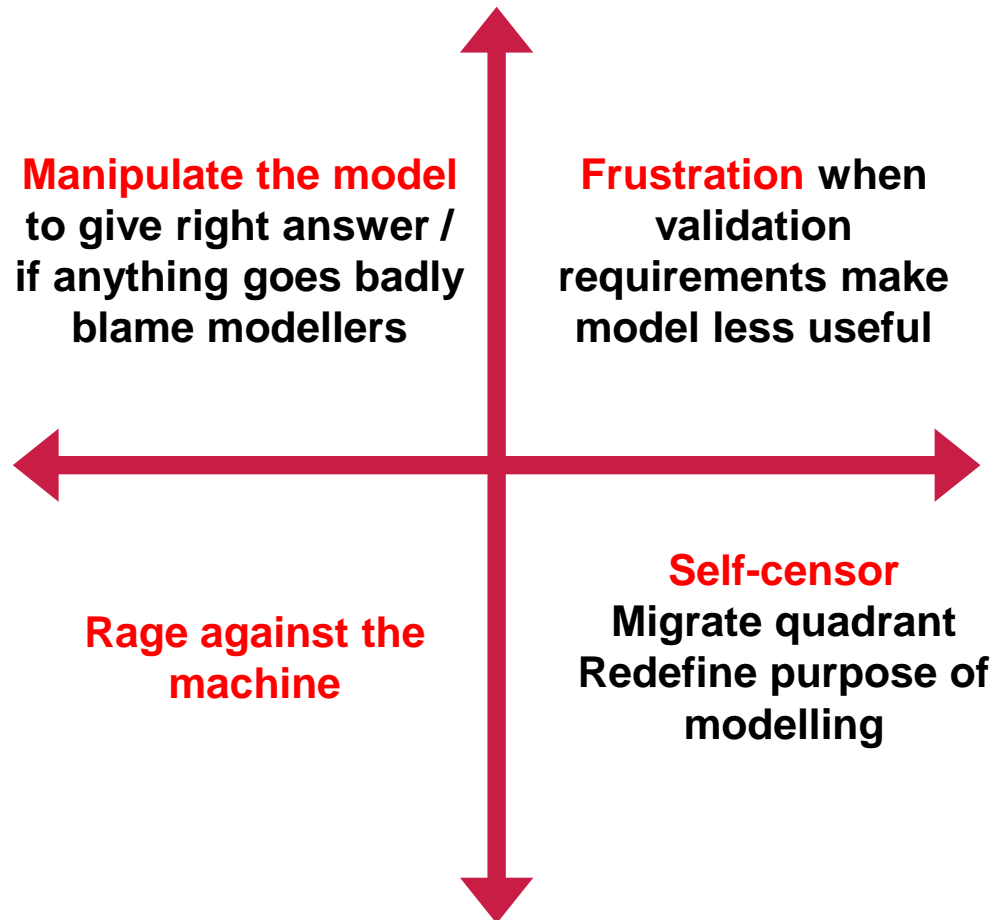 Manipulate the model
to give right answer /
if anything goes badly
blame modellers
Frustration when
validation
requirements make
model less useful
Rage against the
machine
Self-censor
Migrate quadrant
Redefine purpose of
modelling